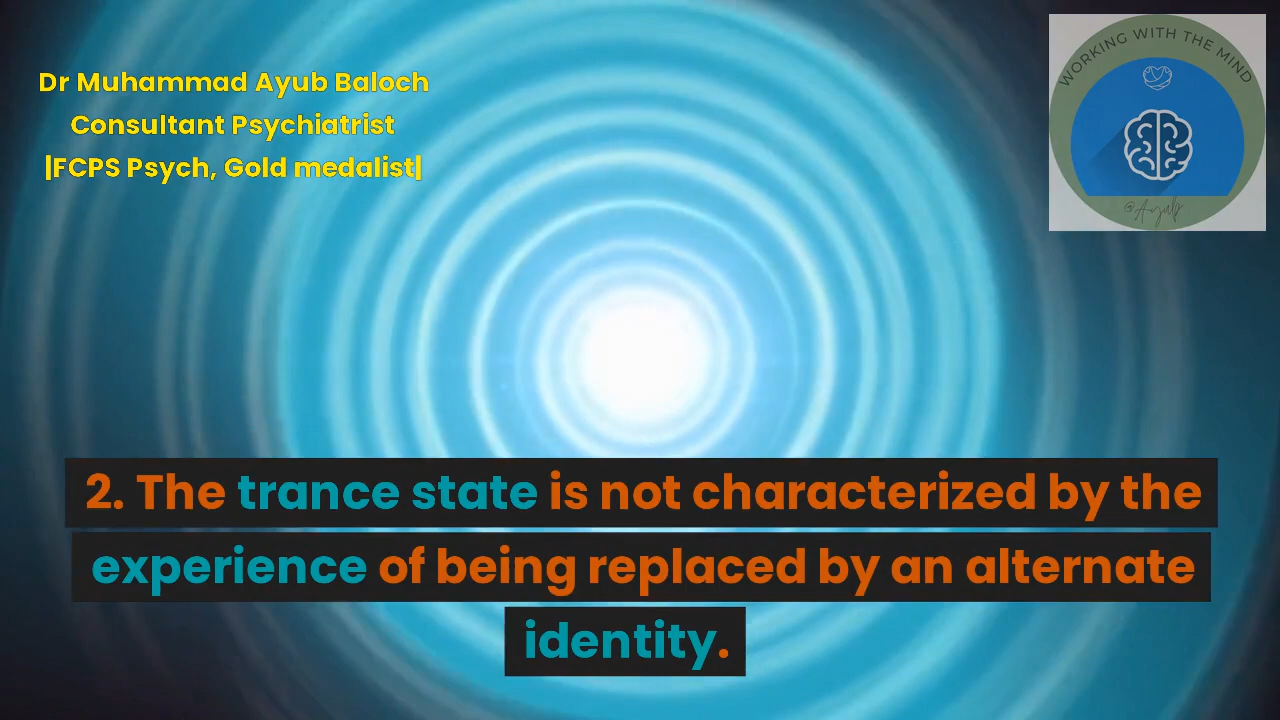 Dr Muhammad Ayub Baloch
Consultant Psychiatrist
|FCPS Psych, Gold medalist|
WORKING WITH THE MIND
@Ayub
2. The trance state is not characterized by the
experience of being replaced by an alternate
identity.